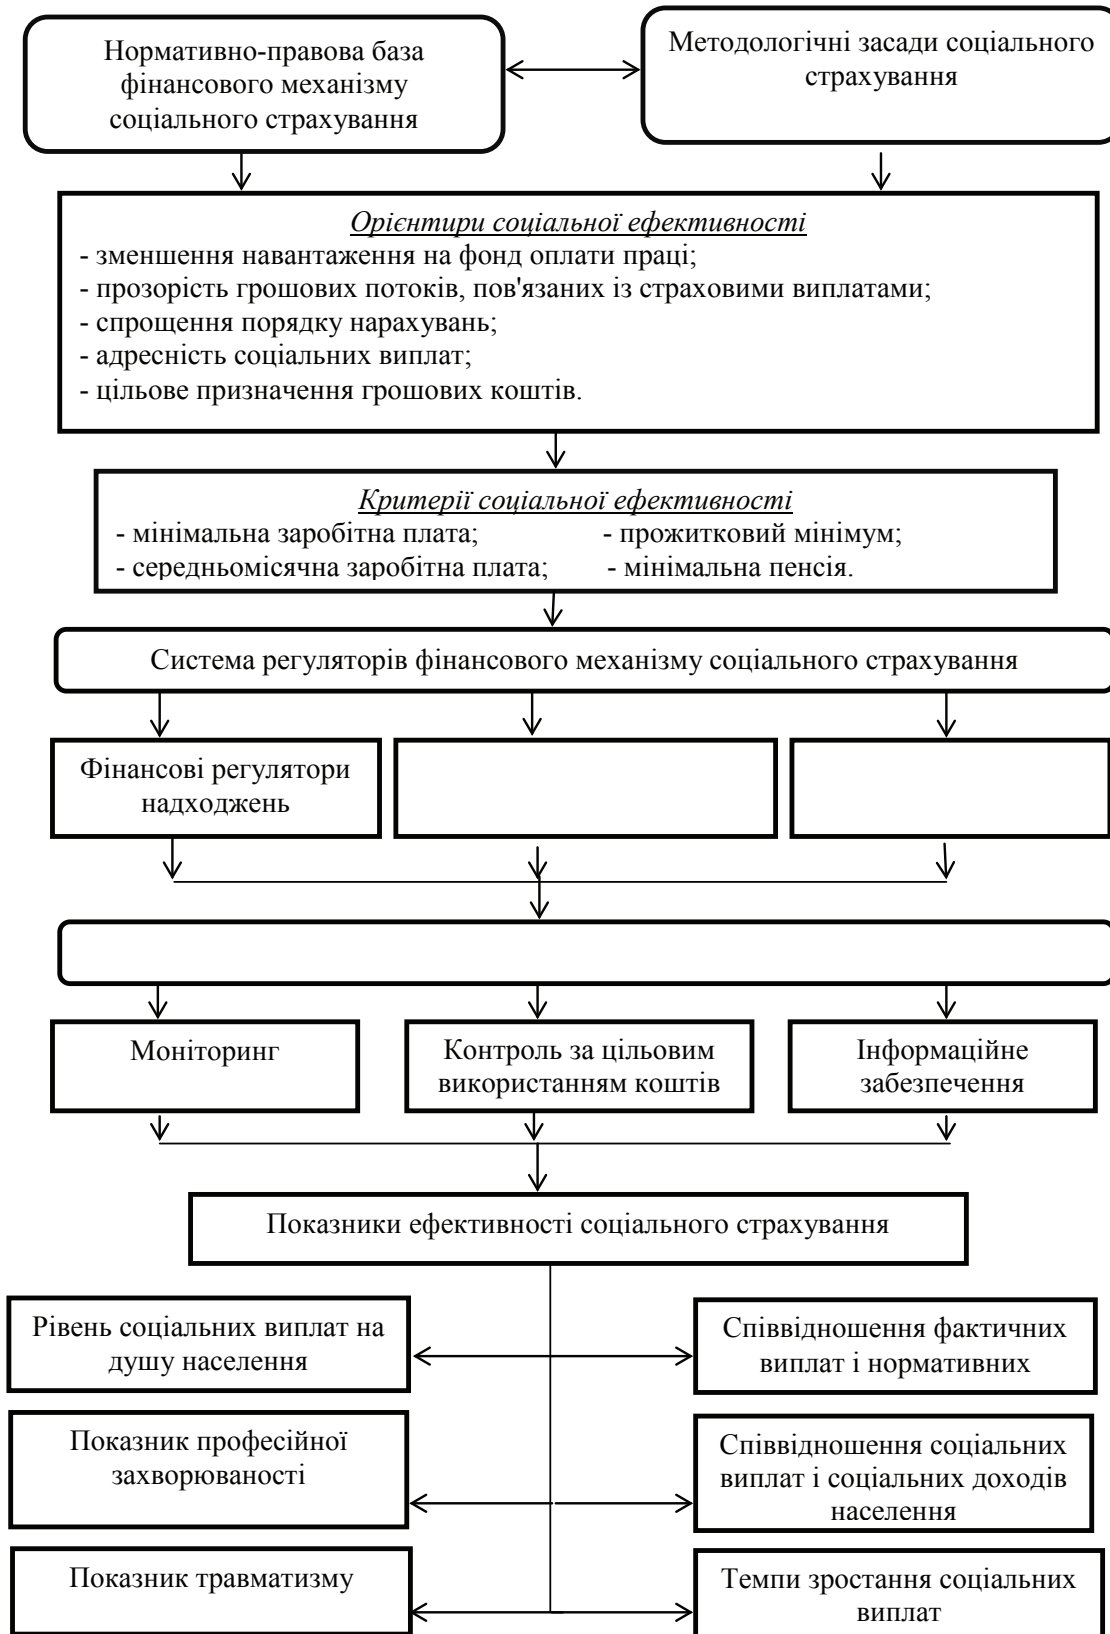 Нормативно-правова база
фінансового механізму
соціального страхування
Методологічні засади соціального
страхування
Орієнтири соціальної ефективності
- зменшення навантаження на фонд оплати праці;
- прозорість грошових потоків, пов'язаних із страховими виплатами;
- спрощення порядку нарахувань;
- адресність соціальних виплат;
- цільове призначення грошових коштів.
Критерії соціальної ефективності
- мінімальна заробітна плата; - прожитковий мінімум;
- середньомісячна заробітна плата; - мінімальна пенсія.
Система регуляторів фінансового механізму соціального страхування
Фінансові регулятори
надходжень
Моніторинг
Контроль за цільовим
використанням коштів
Інформаційне
забезпечення
Показники ефективності соціального страхування
Рівень соціальних виплат на
душу населення
Співвідношення фактичних
виплат і нормативних
Показник професійної
захворюваності
Співвідношення соціальних
виплат і соціальних доходів
населення
Показник травматизму
Темпи зростання соціальних
виплат